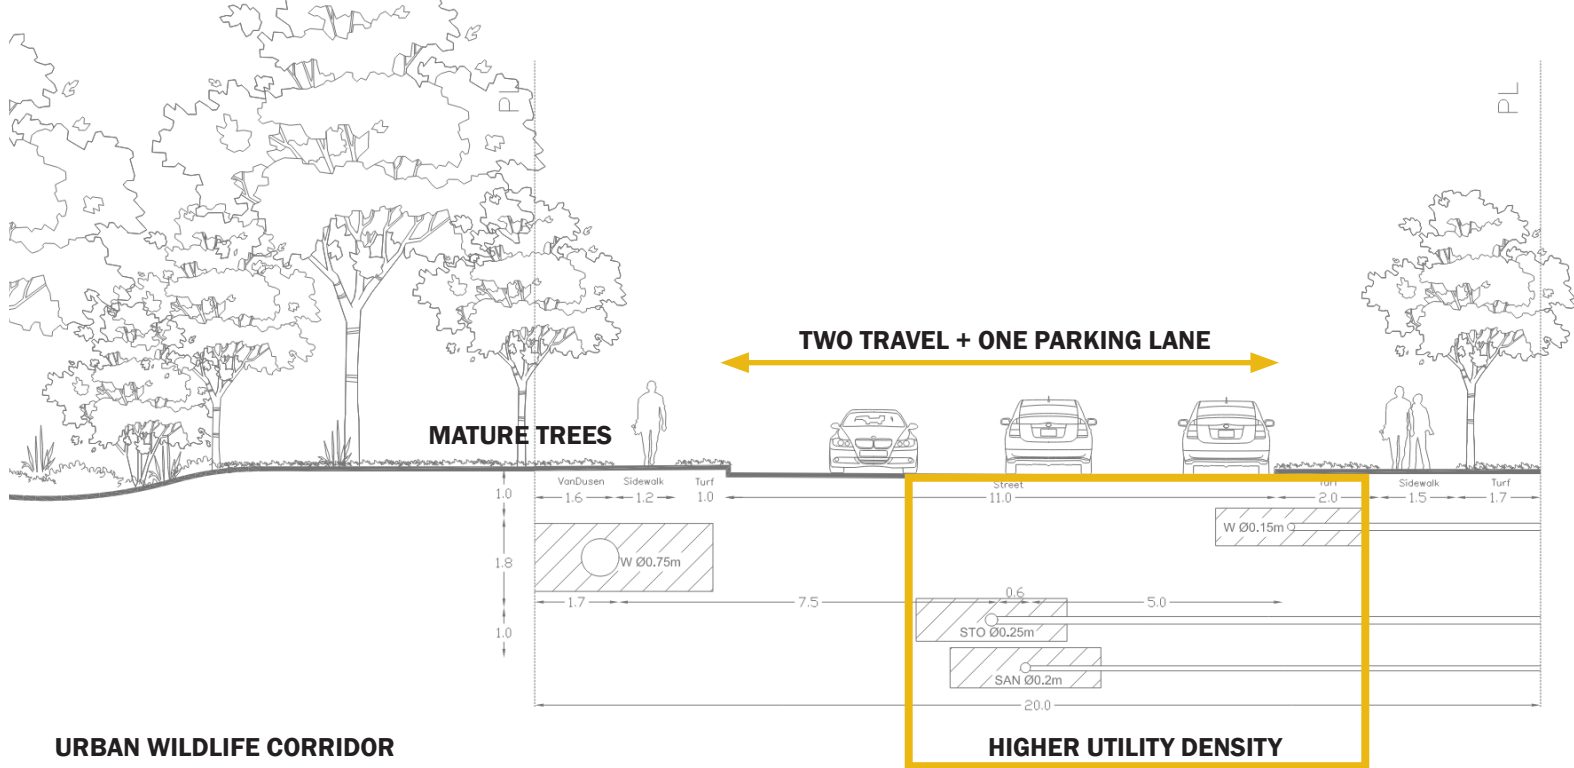 PL
PL
TWO TRAVEL + ONE PARKING LANE
MATURE TREES
VanDusen Sidewalk Turf Street Turf Sidewalk Turf
1.0 1.6 1.2 1.0 11.0 2.0 1.5 1.7
W Ø0.15m
1.8 W Ø0.75m
0.6
1.7 7.5 5.0
1.0 STO Ø0.25m
SAN Ø0.2m
20.0
URBAN WILDLIFE CORRIDOR HIGHER UTILITY DENSITY